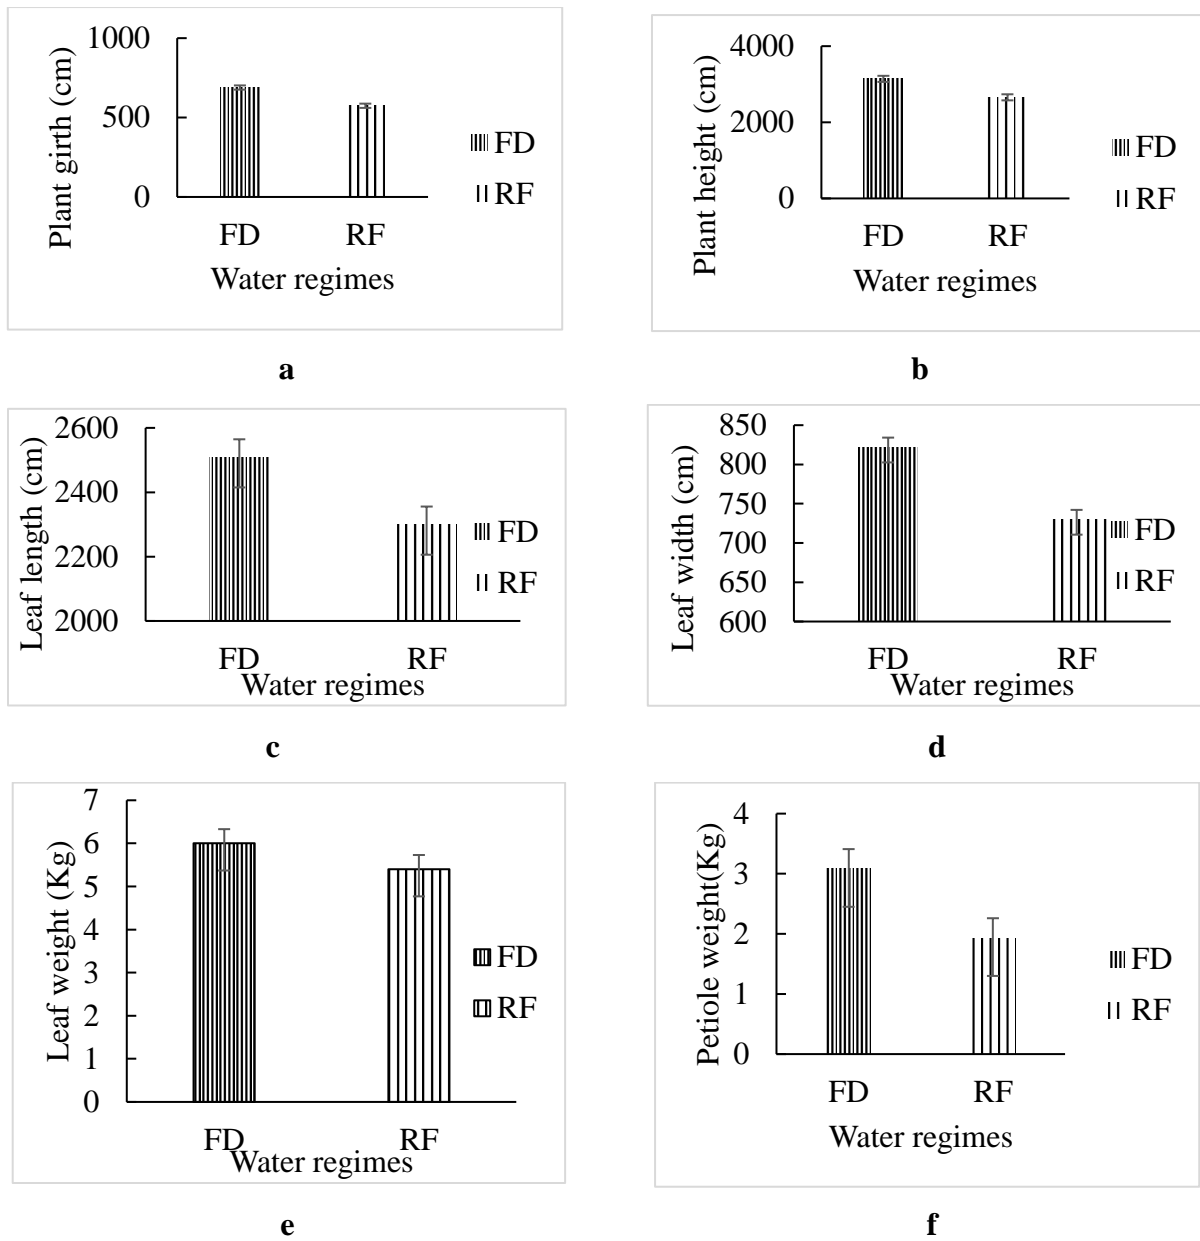 1000
500
0
Plant girth (cm)
FD
RF
Water regimes
FD
RF
a
4000
2000
0
Plant height (cm)
FD
RF
Water regimes
FD
RF
b
2600
2400
2200
2000
Leaf length (cm)
FD
RF
Water regimes
FD
RF
c
850
800
750
700
650
600
Leaf width (cm)
FD
RF
Water regimes
FD
RF
d
7
6
5
4
3
2
1
0
Leaf weight (Kg)
FD
RF
Water regimes
FD
RF
e
4
3
2
1
0
Petiole weight(Kg)
FD
RF
Water regimes
FD
RF
f